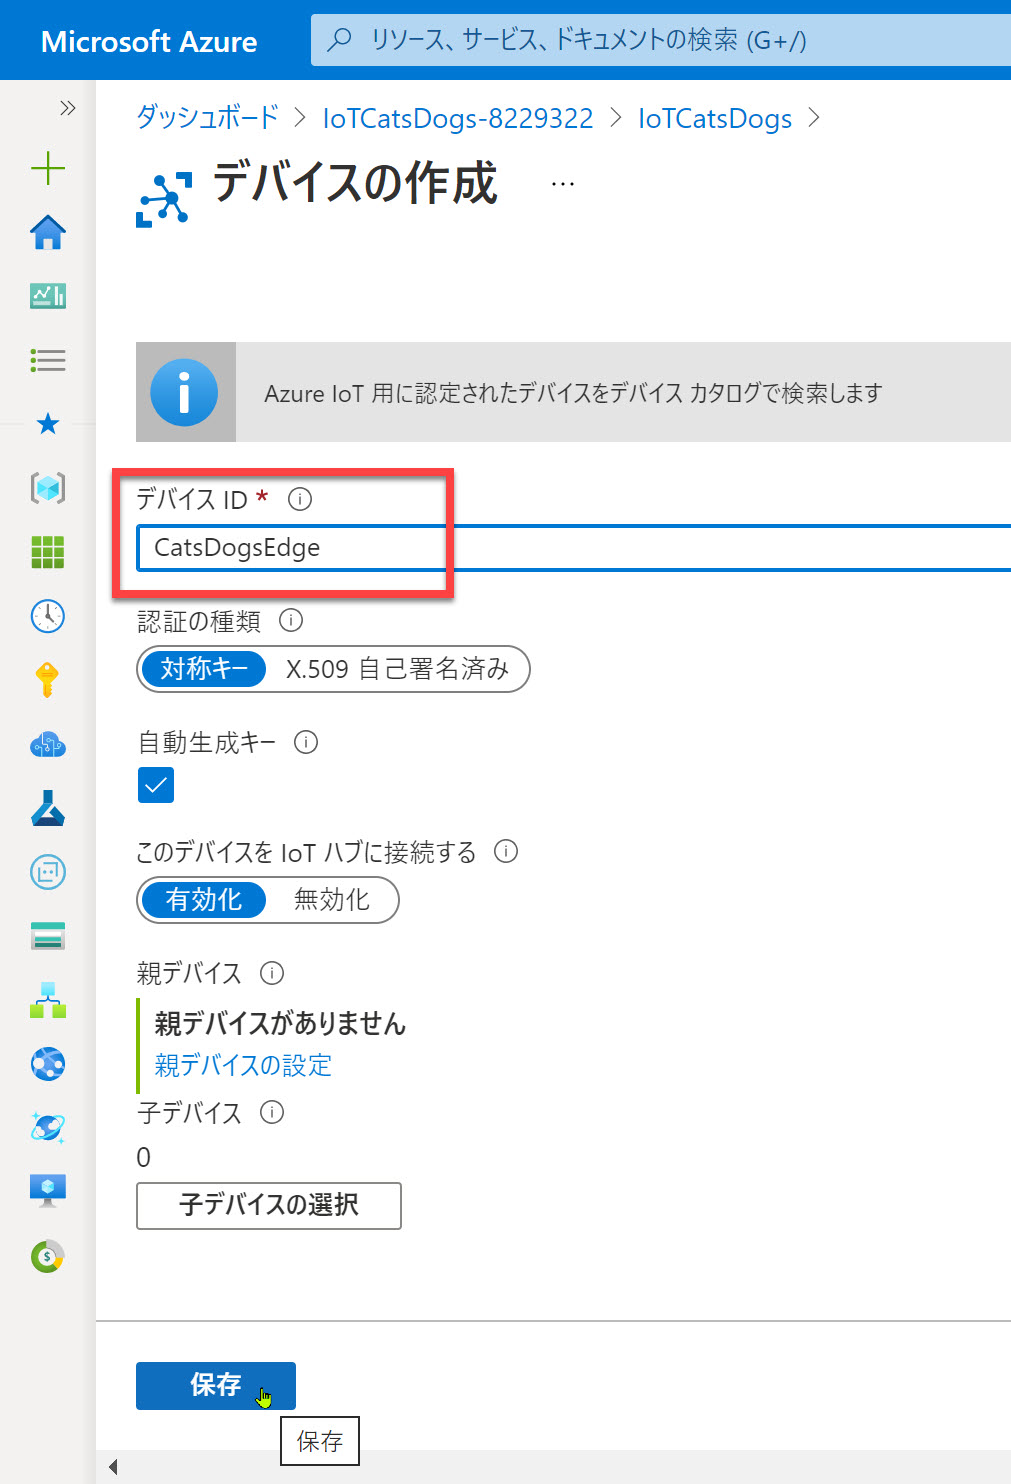 Microsoft Azure
リソース、サービス、ドキュメントの検索 (G+/)
ダッシュボード > IoTCatsDogs-8229322 > IoTCatsDogs >
デバイスの作成 ...
Azure IoT 用に認定されたデバイスをデバイス カタログで検索します
デバイス ID *
CatsDogsEdge
認証の種類
対称キー X.509 自己署名済み
自動生成キー
このデバイスを IoT ハブに接続する
有効化 無効化
親デバイス
親デバイスがありません
親デバイスの設定
子デバイス
0
子デバイスの選択
保存
保存